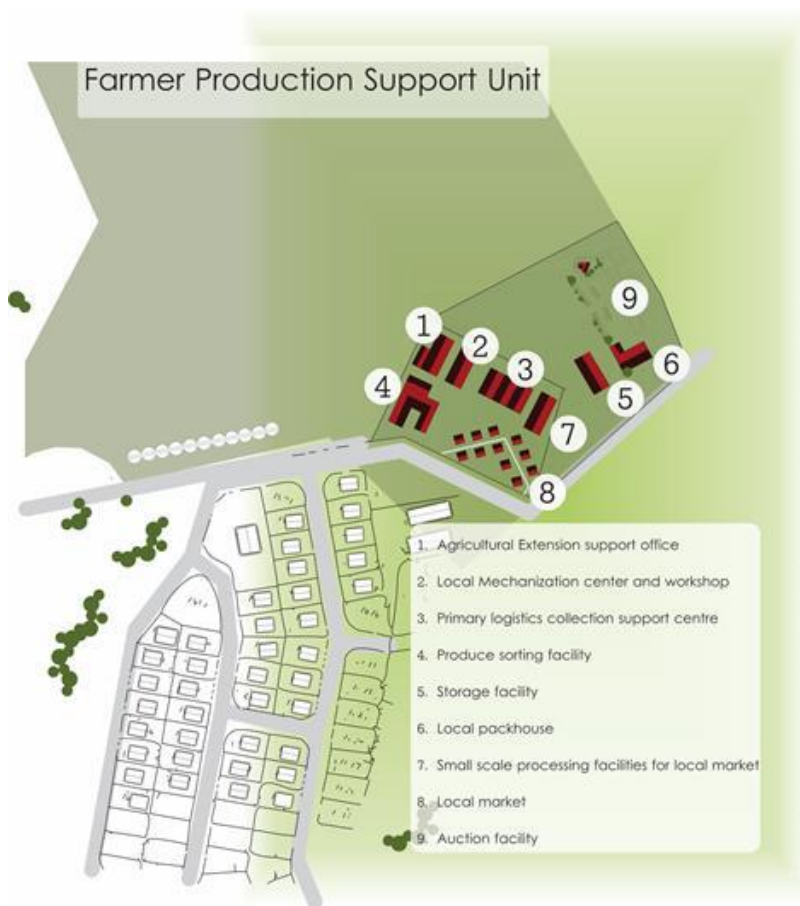 Farmer Production Support Unit
1
2
3
4
9
6
5
7
8
1. Agricultural Extension support office
2. Local Mechanization center and workshop
3. Primary logistics collection support centre
4. Produce sorting facility
5. Storage facility
6. Local packhouse
7. Small scale processing facilities for local market
8. Local market
9. Auction facility